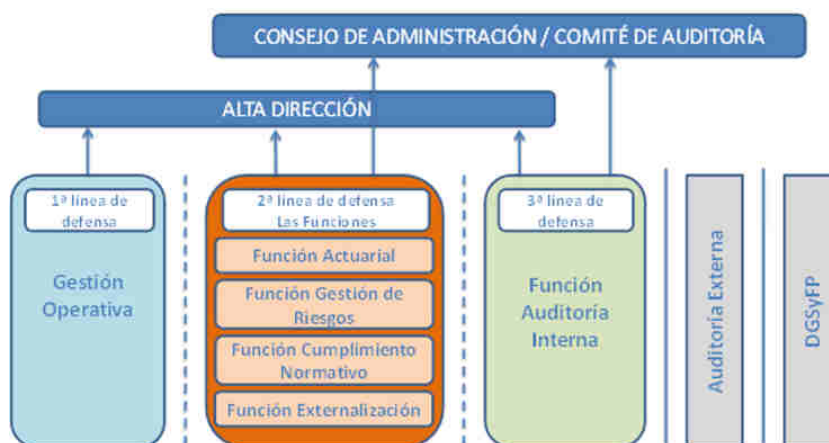 CONSEJO DE ADMINISTRACIÓN / COMITÉ DE AUDITORÍA
ALTA DIRECCIÓN
1ª línea de
defensa
Gestión
Operativa
2ª línea de defensa
Las Funciones
Función Actuarial
Función Gestión de
Riesgos
Función Cumplimiento
Normativo
Función Externalización
3ª línea de
defensa
Función
Auditoría
Interna
Auditoría Externa
DGSyFP